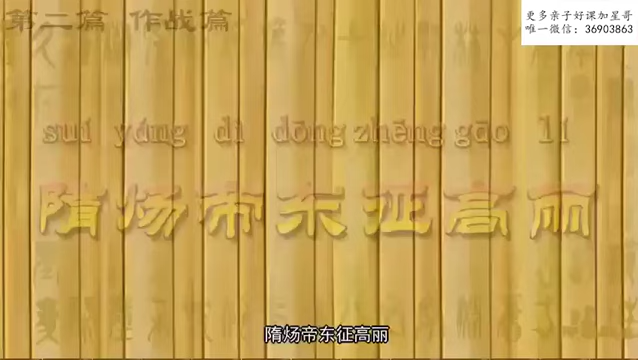 第二篇 作战篇
更多亲子好课加星哥
唯一微信：36903863
suí yáng dì dōng zhēng gāo lí
隋炀帝东征高丽
隋炀帝东征高丽